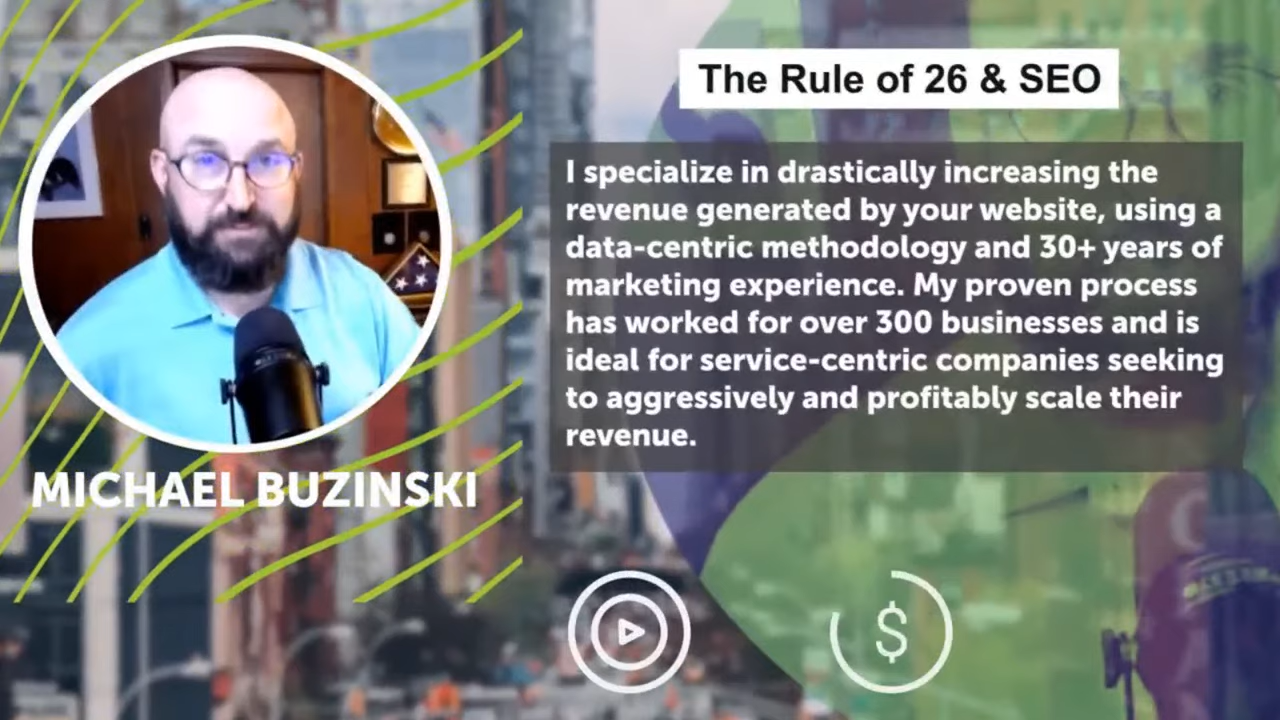 The Rule of 26 & SEO
I specialize in drastically increasing the
revenue generated by your website, using a
data-centric methodology and 30+ years of
marketing experience. My proven process
has worked for over 300 businesses and is
ideal for service-centric companies seeking
to aggressively and profitably scale their
revenue.
MICHAEL BUZINSKI
$